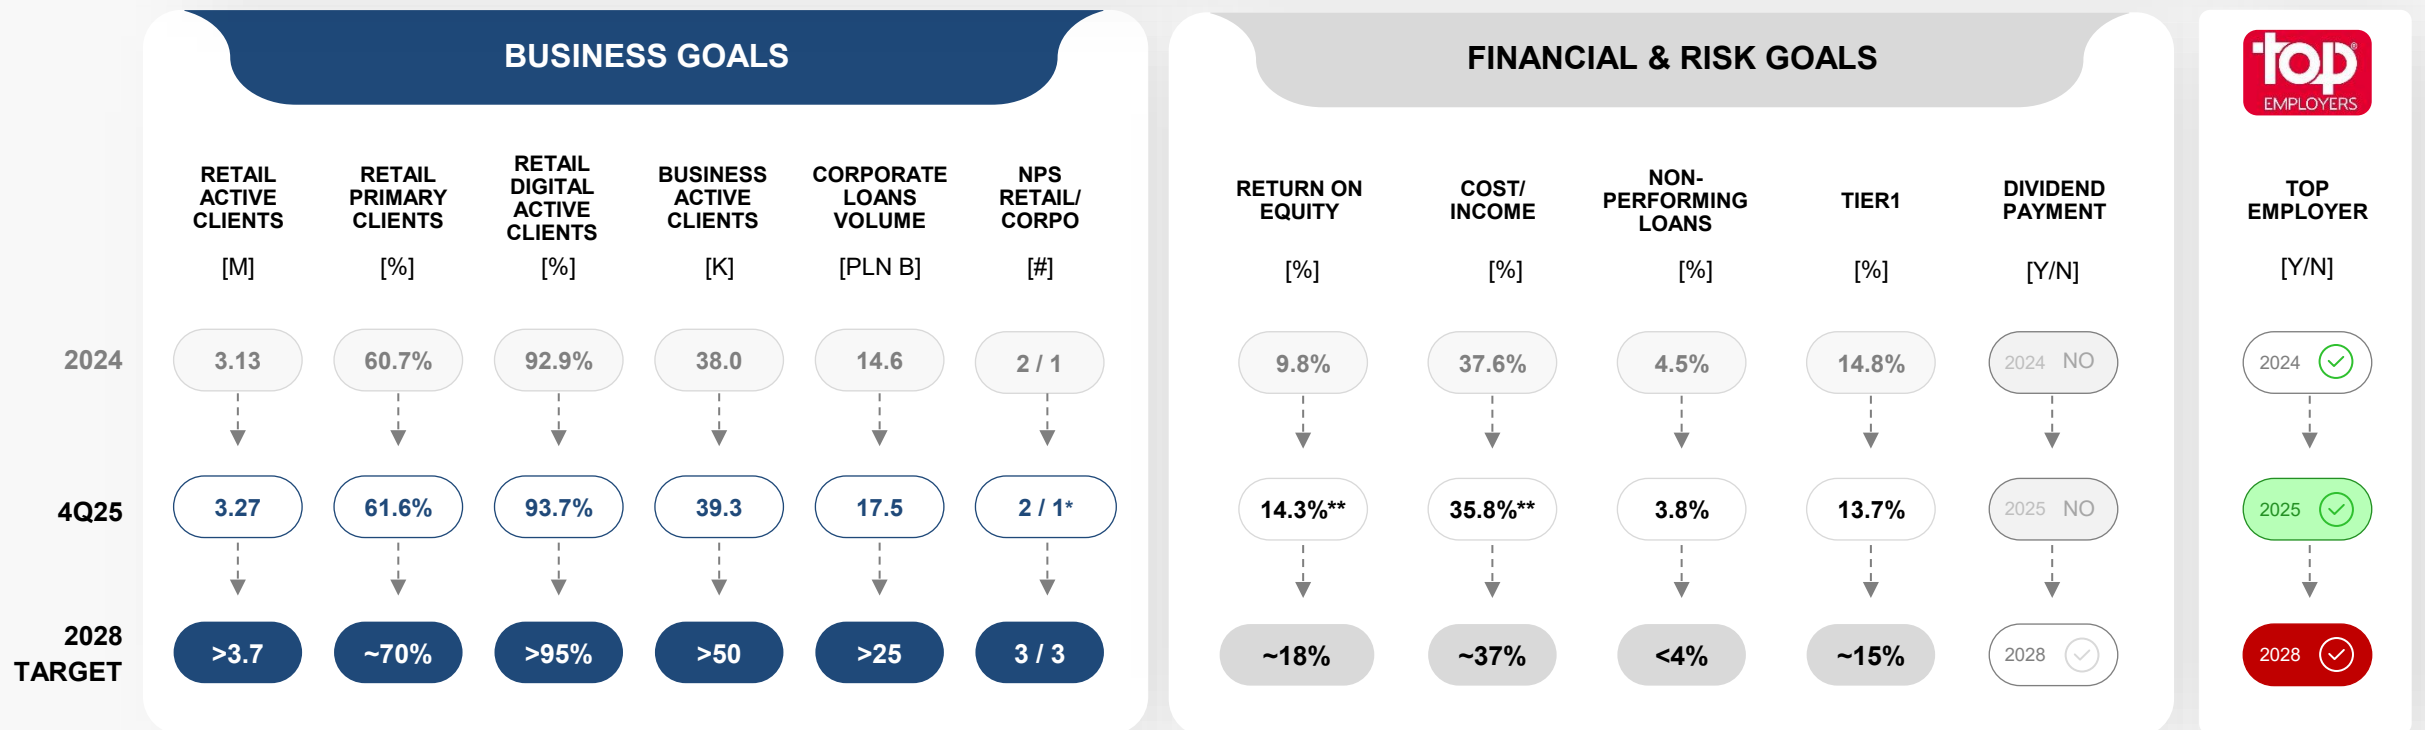 BUSINESS GOALS
FINANCIAL & RISK GOALS
top®
EMPLOYERS
RETAIL
ACTIVE
CLIENTS
[M]
RETAIL
PRIMARY
CLIENTS
[%]
RETAIL
DIGITAL
ACTIVE
CLIENTS
[%]
BUSINESS
ACTIVE
CLIENTS
[K]
CORPORATE
LOANS
VOLUME
[PLN B]
NPS
RETAIL/
CORPO
[#]
RETURN ON
EQUITY
[%]
COST/
INCOME
[%]
NON-
PERFORMING
LOANS
[%]
TIER1
[%]
DIVIDEND
PAYMENT
[Y/N]
TOP
EMPLOYER
[Y/N]
2024 3.13 60.7% 92.9% 38.0 14.6 2 / 1 9.8% 37.6% 4.5% 14.8% 2024 NO 2024
4Q25 3.27 61.6% 93.7% 39.3 17.5 2 / 1* 14.3%** 35.8%** 3.8% 13.7% 2025 NO 2025
2028
TARGET
>3.7 ~70% >95% >50 >25 3 / 3 ~18% ~37% <4% ~15% 2028 2028